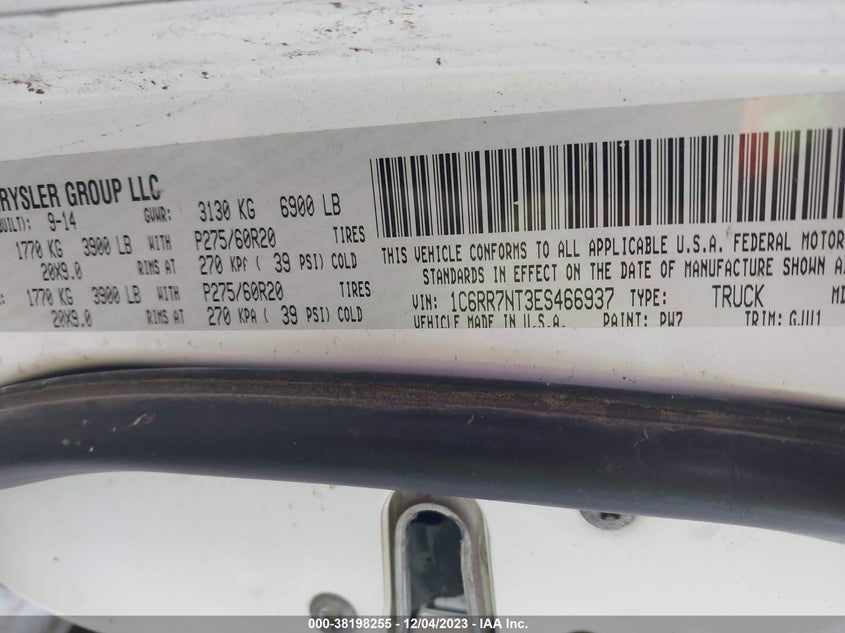 RYSLER GROUP LLC
BUILT): 9-14 GVWR: 3130 KG 6900 LB
1770 KG 3900 LB WITH P275/60R20 TIRES
20X9.0 RIMS AT 270 KPA ( 39 PSI) COLD
1770 KG 3900 LB WITH P275/60R20 TIRES
20X9.0 RIMS AT 270 KPA ( 39 PSI) COLD
THIS VEHICLE CONFORMS TO ALL APPLICABLE U.S.A. FEDERAL MOTOR
STANDARDS IN EFFECT ON THE DATE OF MANUFACTURE SHOWN A
VIN: 1C6RR7NT3ES466937 TYPE: TRUCK
VEHICLE MADE IN U.S.A. PAINT: PW7 TRIM: GJU1
000-38198255 - 12/04/2023 - IAA Inc.